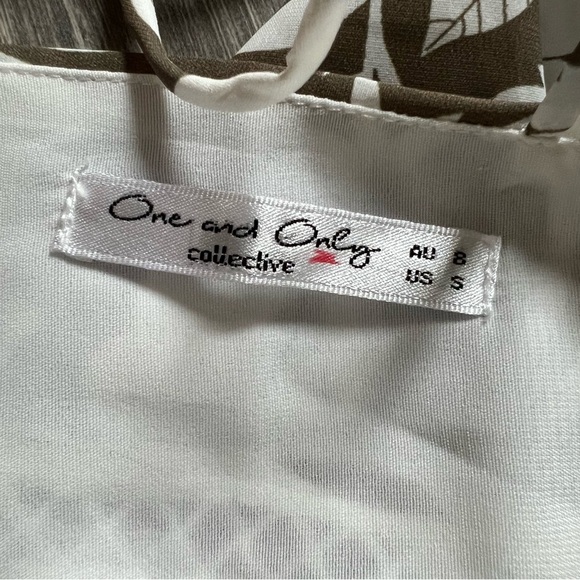 One and Only
collective
AU 8
US S